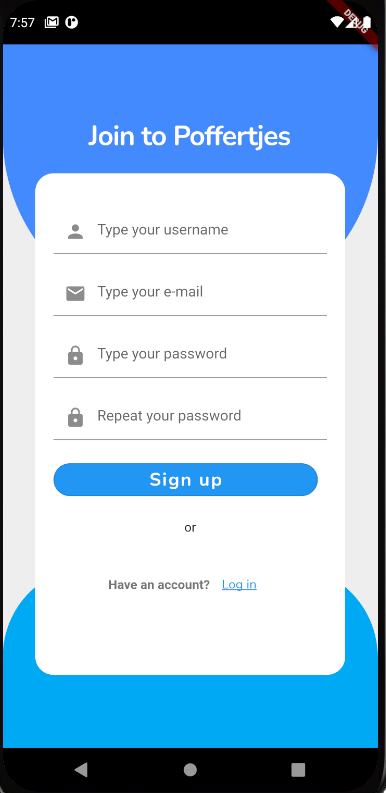 7:57
DEBUG
Join to Poffertjes
Type your username
Type your e-mail
Type your password
Repeat your password
Sign up
or
Have an account? Log in